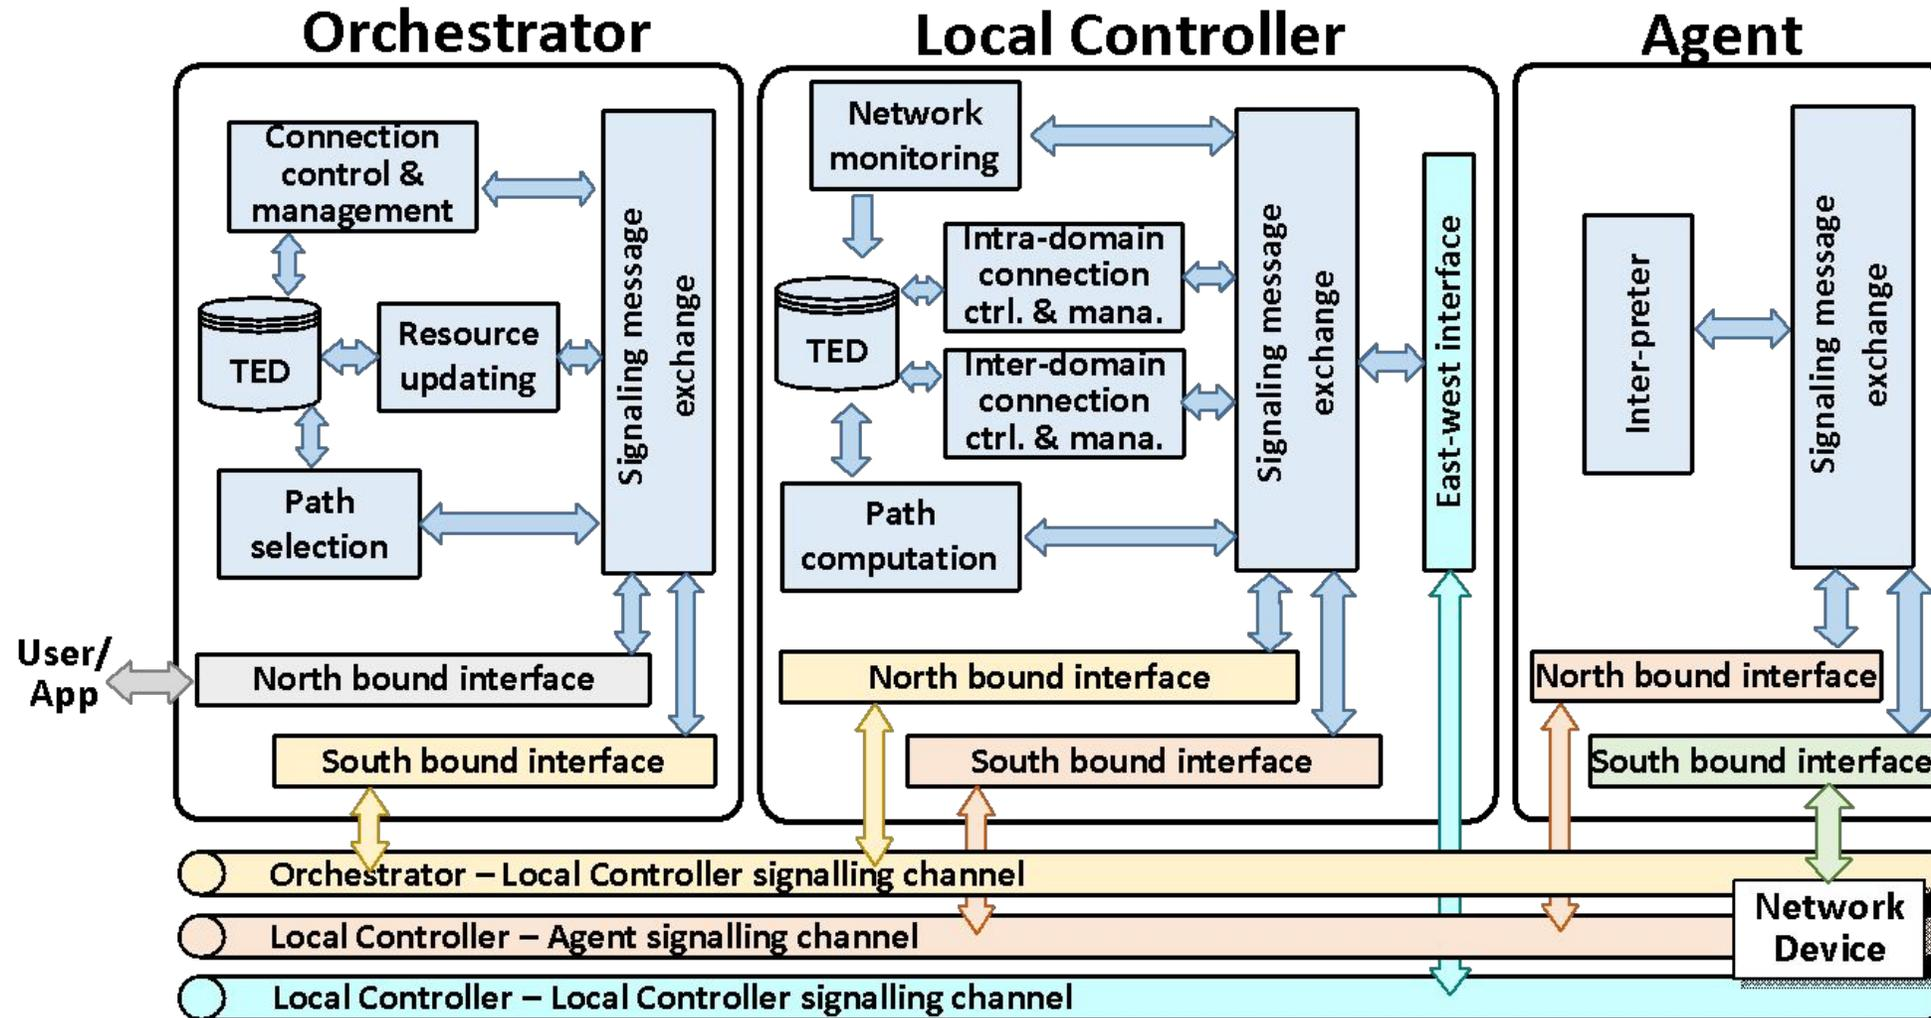 Orchestrator
Local Controller
Agent
Connection
control &
management
TED
Resource
updating
Path
selection
Signaling message
exchange
User/
App
North bound interface
South bound interface
Network
monitoring
Intra-domain
connection
ctrl. & mana.
TED
Inter-domain
connection
ctrl. & mana.
Path
computation
Signaling message
exchange
East-west interface
North bound interface
South bound interface
Inter-preter
Signaling message
exchange
North bound interface
South bound interface
Orchestrator – Local Controller signalling channel
Local Controller – Agent signalling channel
Local Controller – Local Controller signalling channel
Network
Device